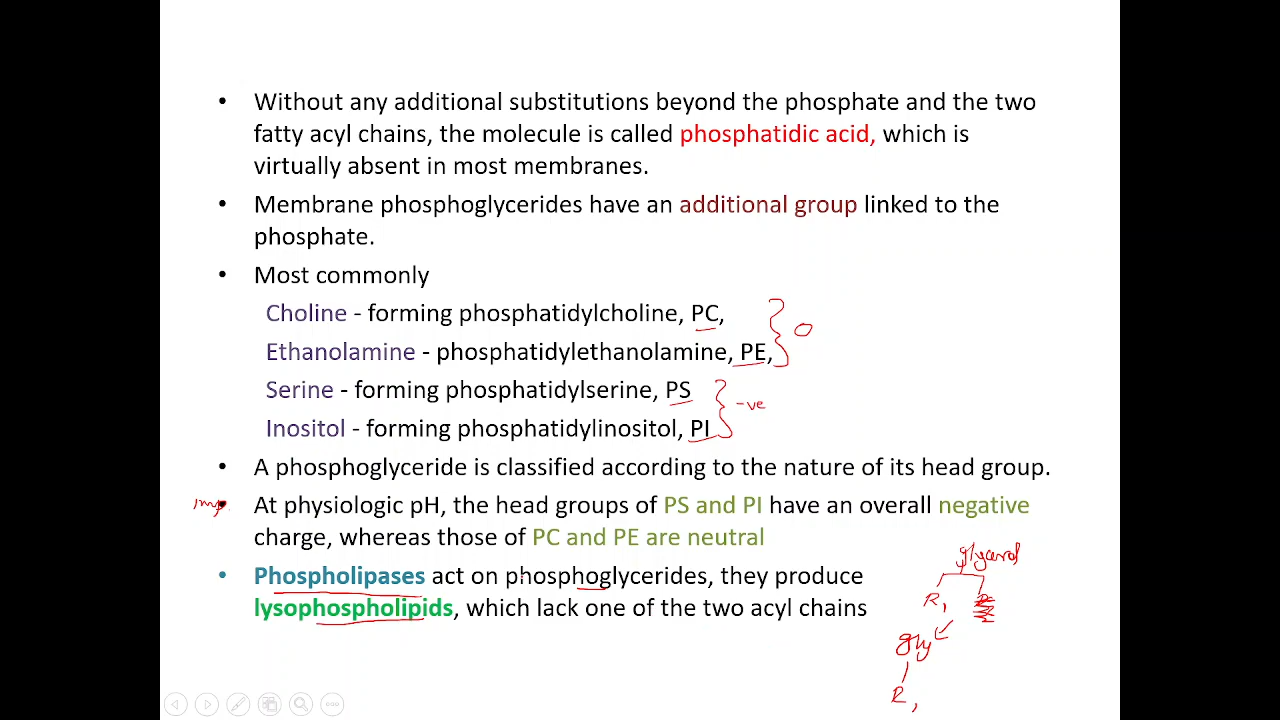 • Without any additional substitutions beyond the phosphate and the two
fatty acyl chains, the molecule is called phosphatidic acid, which is
virtually absent in most membranes.
• Membrane phosphoglycerides have an additional group linked to the
phosphate.
• Most commonly
Choline - forming phosphatidylcholine, PC,
Ethanolamine - phosphatidylethanolamine, PE,
O
Serine - forming phosphatidylserine, PS
Inositol - forming phosphatidylinositol, PI
-ve
• A phosphoglyceride is classified according to the nature of its head group.
imp
• At physiologic pH, the head groups of PS and PI have an overall negative
charge, whereas those of PC and PE are neutral
• Phospholipases act on phosphoglycerides, they produce
lysophospholipids, which lack one of the two acyl chains
glycerol
R,
gly
R,